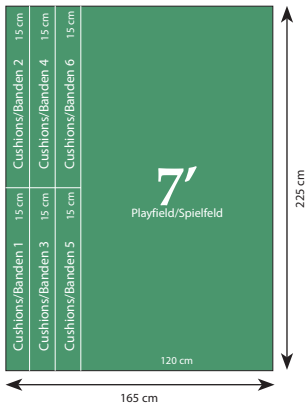 Cushions/Banden 2 15 cm
Cushions/Banden 4 15 cm
Cushions/Banden 6 15 cm
7′
Playfield/Spielfeld
225 cm
Cushions/Banden 1 15 cm
Cushions/Banden 3 15 cm
Cushions/Banden 5 15 cm
120 cm
165 cm